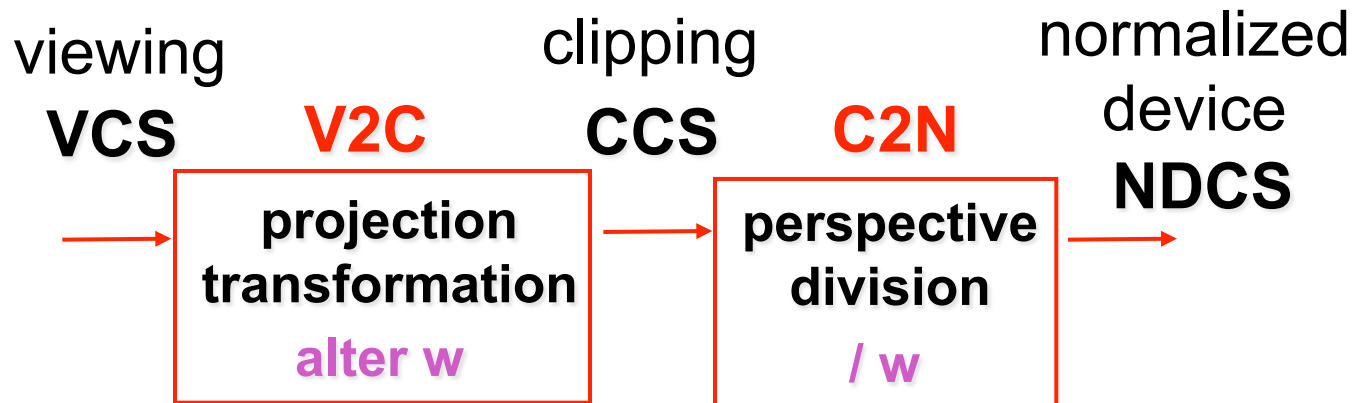 viewing
VCS
V2C
clipping
CCS
C2N
normalized
device
NDCS
projection
transformation
alter w
perspective
division
/ w